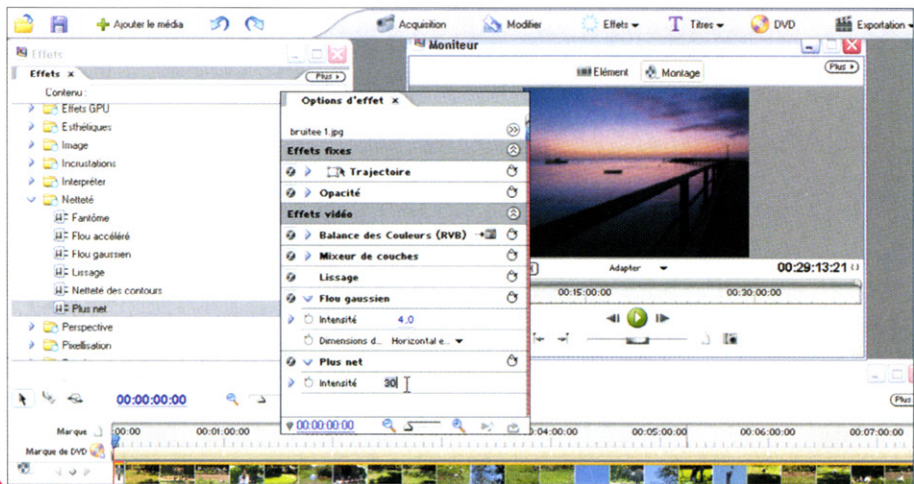 Ajouter le média
Acquisition
Modifier
Effets
Titres
DVD
Exportation
Effets
Effets x
Plus
Contenu :
Effets GPU
Esthétiques
Image
Incrustations
Interpréter
Netteté
Fantôme
Flou accéléré
Flou gaussien
Lissage
Netteté des contours
Plus net
Perspective
Pixellisation
Options d'effet x
bruitee 1.jpg
Effets fixes
Trajectoire
Opacité
Effets vidéo
Balance des Couleurs (RVB)
Mixeur de couches
Lissage
Flou gaussien
Intensité 4,0
Dimensions d... Horizontal e...
Plus net
Intensité 30
00:00:00:00
Moniteur
Elément
Montage
Plus
Adapter
00:29:13:21
00:15:00:00
00:30:00:00
00:00:00:00
Plus
Marque
00:00
00:01:00:00
0:04:00:00
00:05:00:00
00:06:00:00
00:07:00:00
Marque de DVD